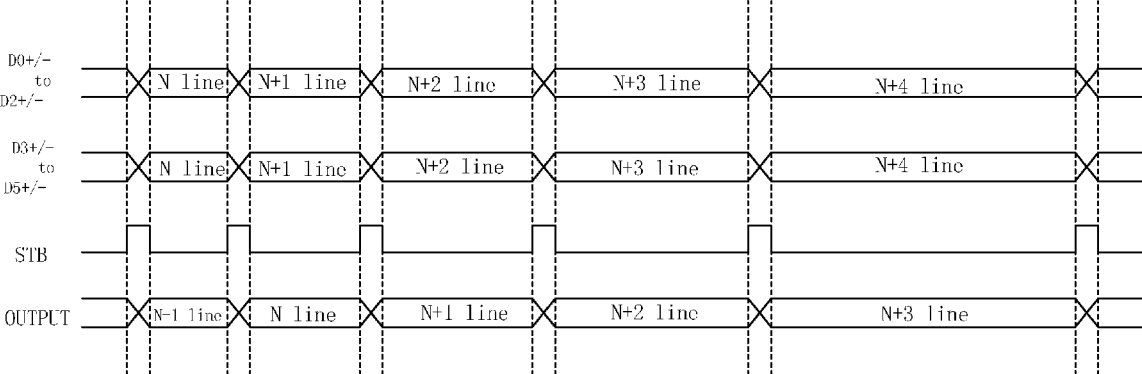 D0+/-
to
D2+/-
N line N+1 line N+2 line N+3 line N+4 line
D3+/-
to
D5+/-
N line N+1 line N+2 line N+3 line N+4 line
STB
OUTPUT N-1 line N line N+1 line N+2 line N+3 line